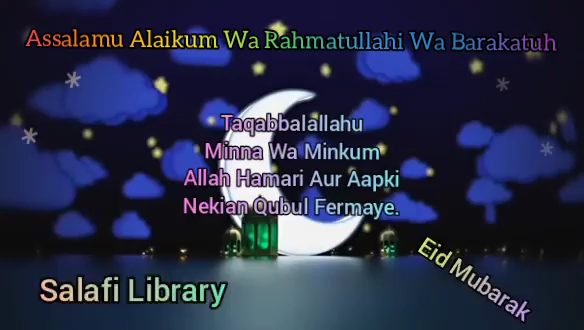 Assalamu Alaikum Wa Rahmatullahi Wa Barakatuh
Taqabbalallahu
Minna Wa Minkum
Allah Hamari Aur Aapki
Nekian Qubul Fermaye.
Eid Mubarak
Salafi Library